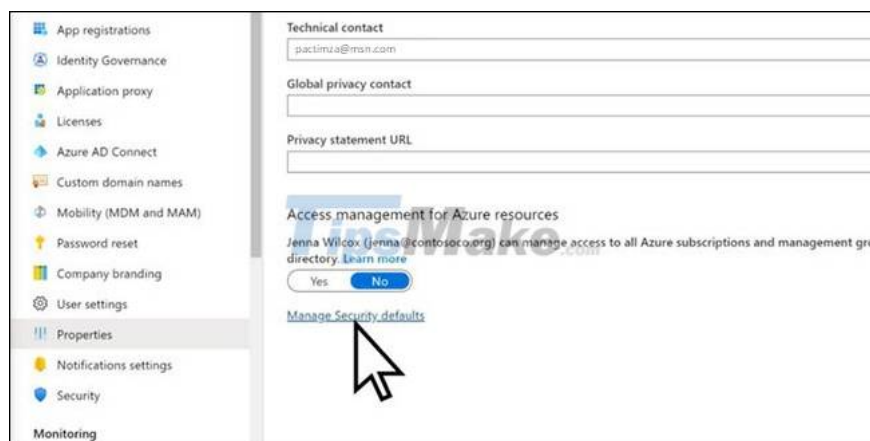 App registrations
Identity Governance
Application proxy
Licenses
Azure AD Connect
Custom domain names
Mobility (MDM and MAM)
Password reset
Company branding
User settings
Properties
Notifications settings
Security
Monitoring
Technical contact
pactimza@msn.com
Global privacy contact
Privacy statement URL
Access management for Azure resources
Jenna Wilcox (jenna@contosoco.org) can manage access to all Azure subscriptions and management gro
directory. Learn more
Yes No
Manage Security defaults
TipsMake.com